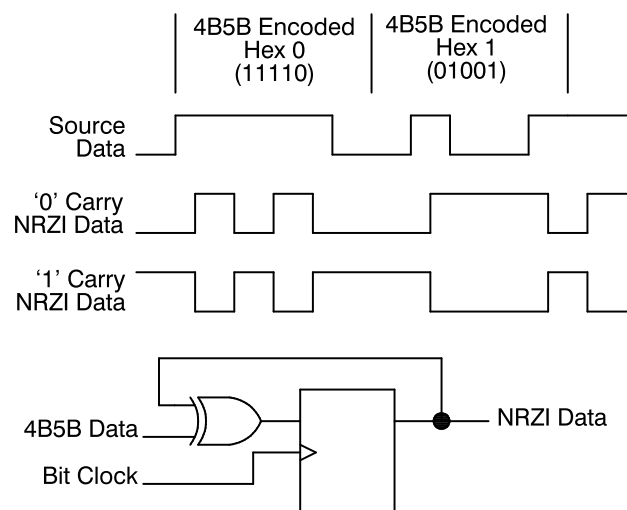 4B5B Encoded
Hex 0
(11110)
4B5B Encoded
Hex 1
(01001)
Source
Data
‘0’ Carry
NRZI Data
‘1’ Carry
NRZI Data
4B5B Data
Bit Clock
NRZI Data